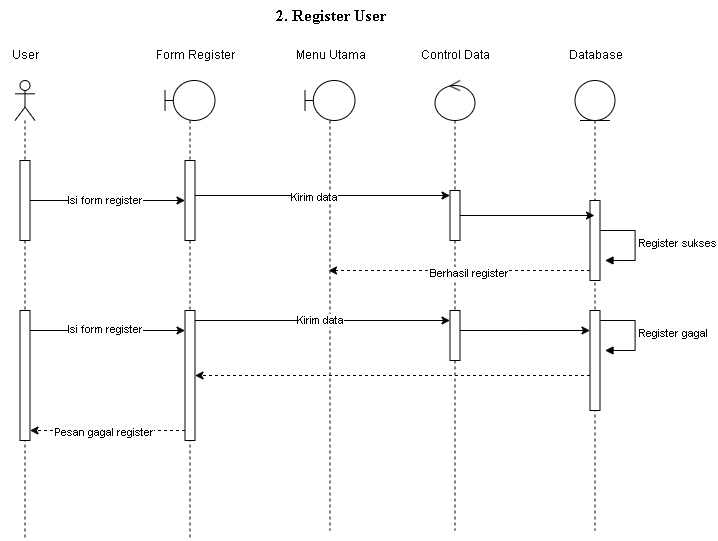 2. Register User
User
Form Register
Menu Utama
Control Data
Database
Isi form register
Kirim data
Register sukses
Berhasil register
Isi form register
Kirim data
Register gagal
Pesan gagal register